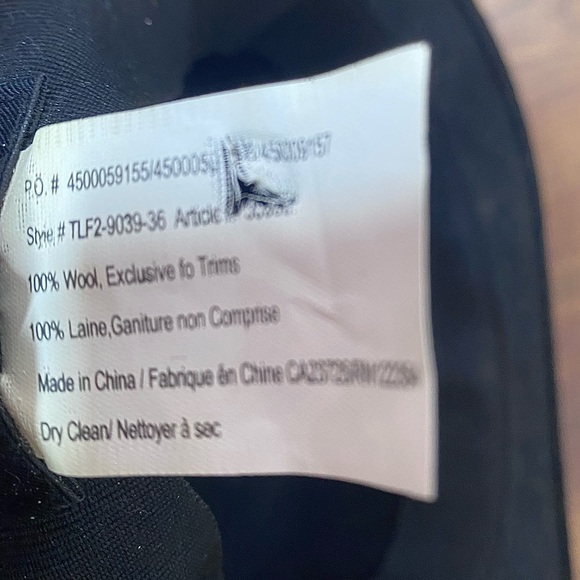 P.O. # 4500059155/450005
Style # TLF2-9039-36 Article
100% Wool, Exclusive fo Trims
100% Laine,Ganiture non Comprise
Made in China / Fabrique én Chine
Dry Clean/ Nettoyer à sec